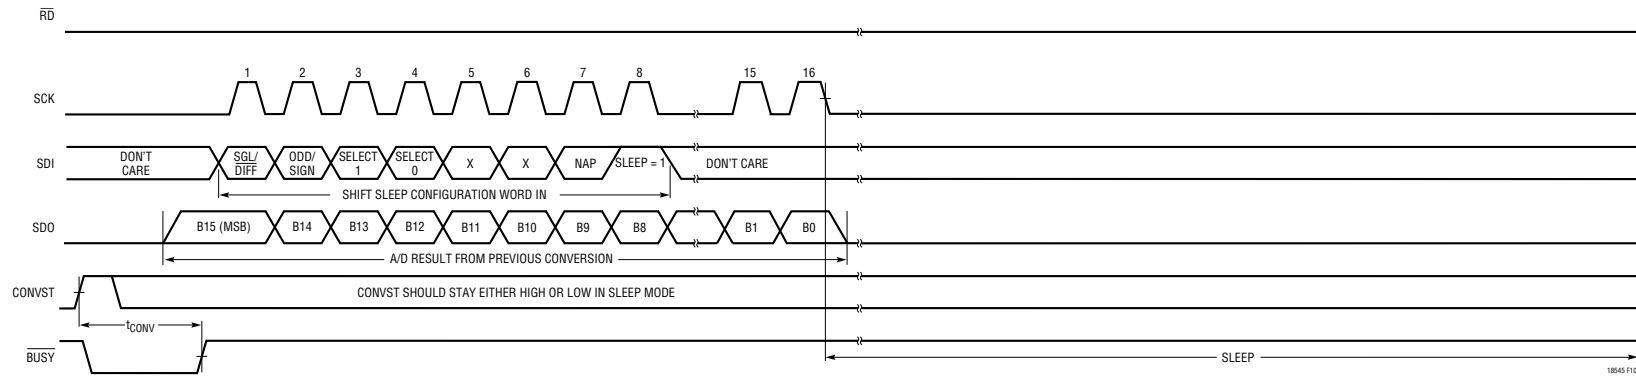 RD
1 2 3 4 5 6 7 8 15 16
SCK
SDI
DON'T
CARE
SGL/
DIFF
ODD/
SIGN
SELECT
1
SELECT
0
X
X
NAP
SLEEP = 1
DON'T CARE
SHIFT SLEEP CONFIGURATION WORD IN
SDO
B15 (MSB) B14 B13 B12 B11 B10 B9 B8 B1 B0
A/D RESULT FROM PREVIOUS CONVERSION
CONVST
CONVST SHOULD STAY EITHER HIGH OR LOW IN SLEEP MODE
tCONV
BUSY
SLEEP
18545 F10